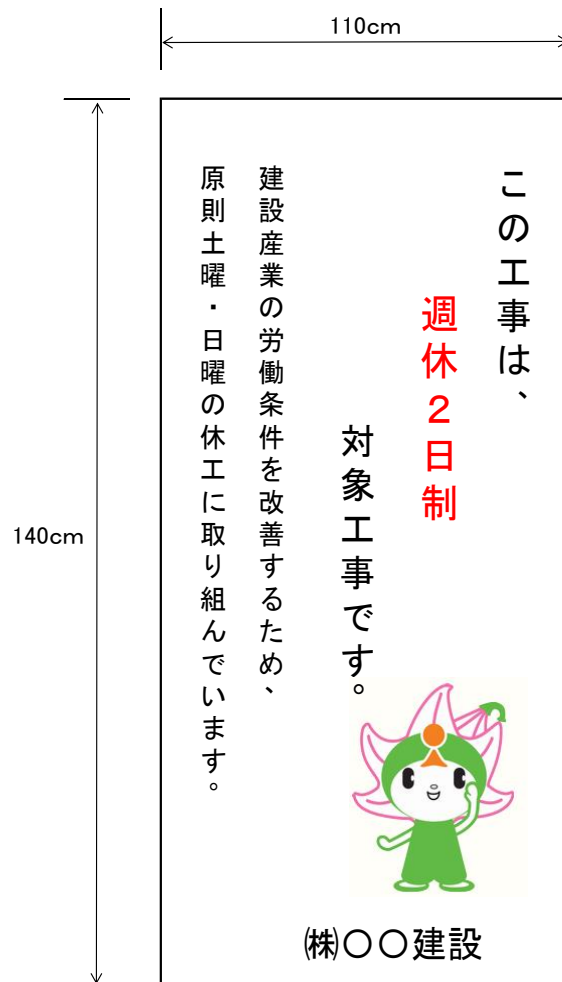 110cm
140cm
この工事は、
週休２日制
対象工事です。
建設産業の労働条件を改善するため、
原則土曜・日曜の休工に取り組んでいます。
㈱〇〇建設